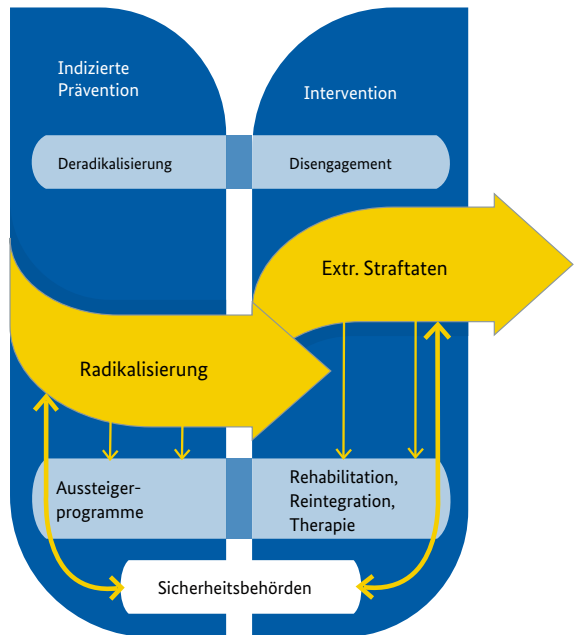 Indizierte
Prävention
Intervention
Deradikalisierung
Disengagement
Extr. Straftaten
Radikalisierung
Aussteiger-
programme
Rehabilitation,
Reintegration,
Therapie
Sicherheitsbehörden